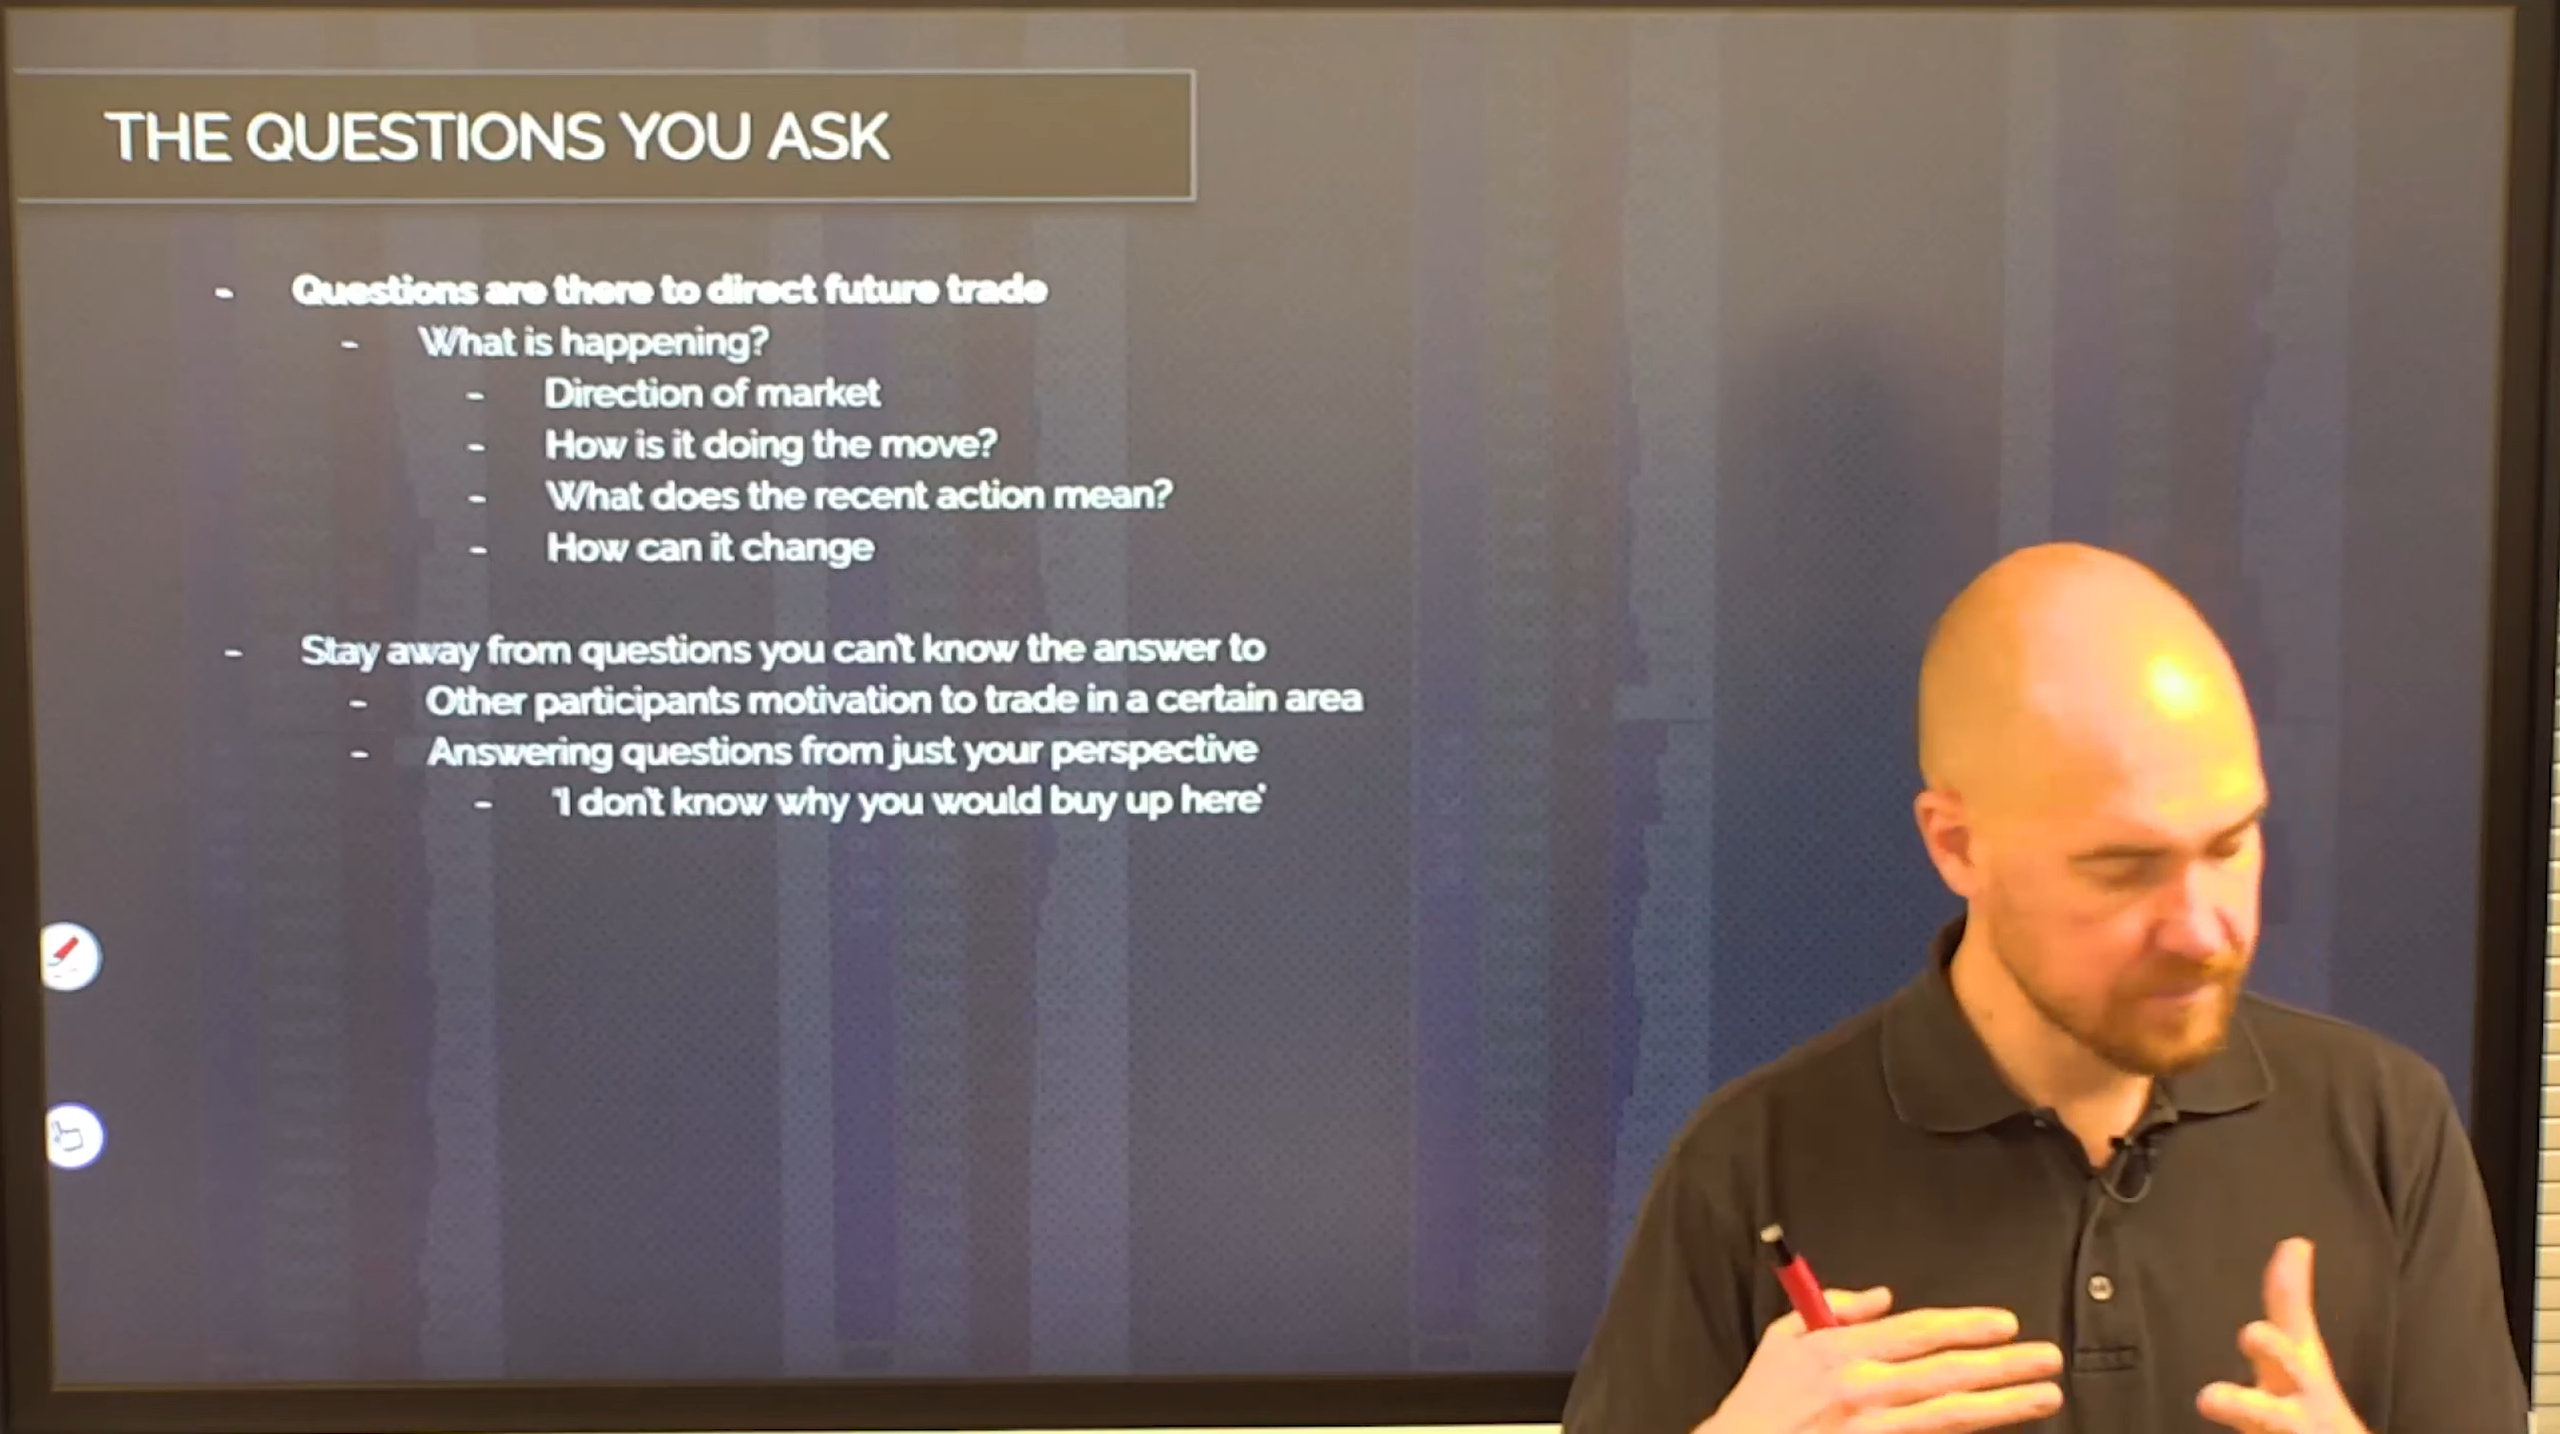 THE QUESTIONS YOU ASK
- Questions are there to direct future trade
- What is happening?
- Direction of market
- How is it doing the move?
- What does the recent action mean?
- How can it change
- Stay away from questions you can't know the answer to
- Other participants motivation to trade in a certain area
- Answering questions from just your perspective
- 'I don't know why you would buy up here'